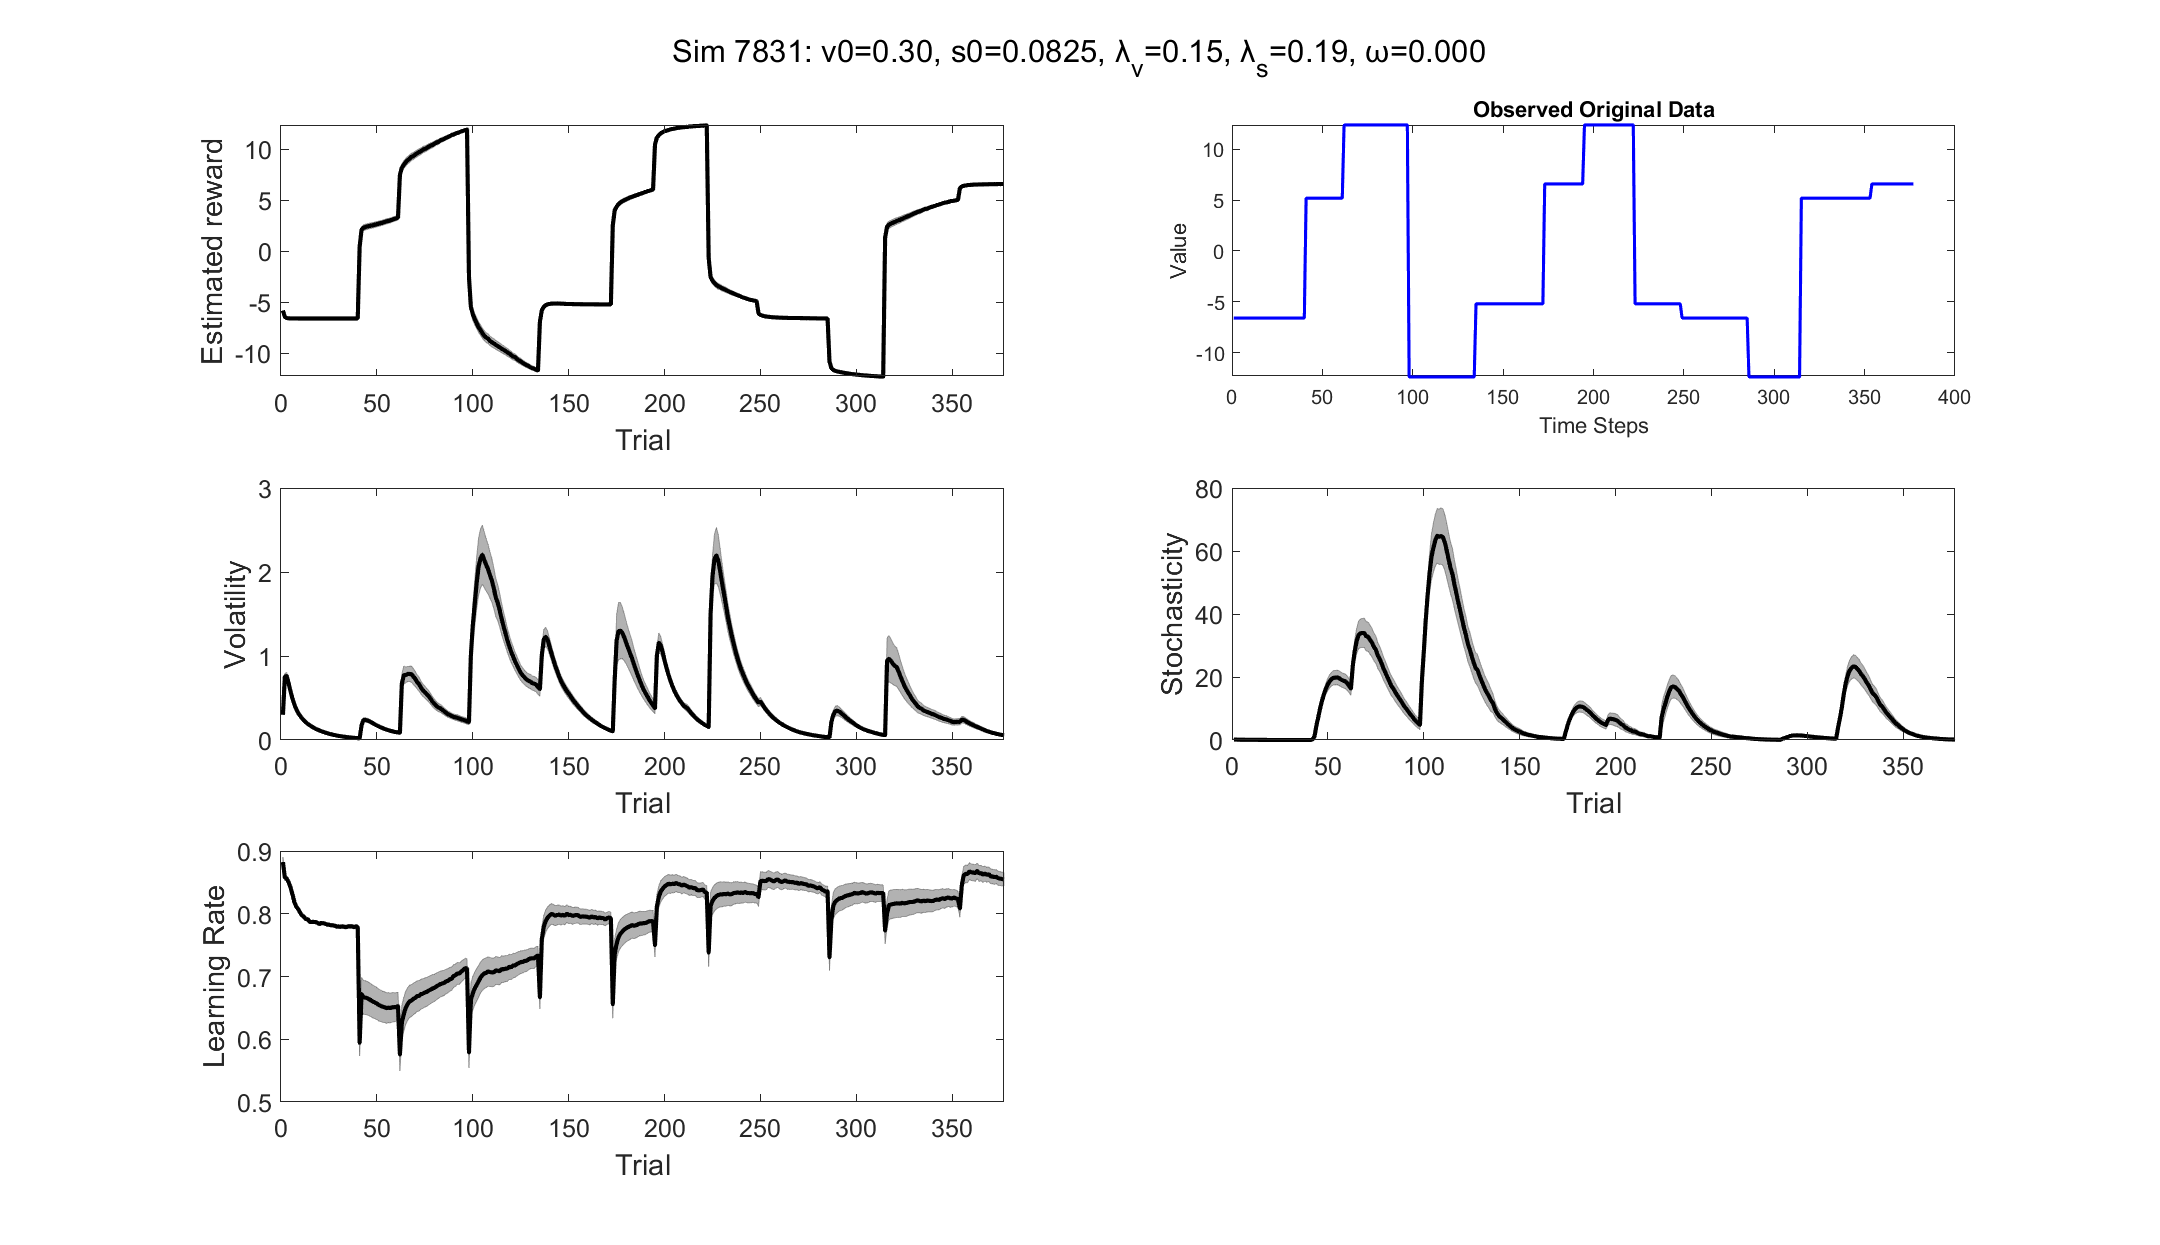 Sim 7831: v0=0.30, s0=0.0825, λ_v=0.15, λ_s=0.19, ω=0.000
Estimated reward
10
5
0
-5
-10
0 50 100 150 200 250 300 350
Trial
Observed Original Data
Value
10
5
0
-5
-10
0 50 100 150 200 250 300 350 400
Time Steps
Volatility
3
2
1
0
0 50 100 150 200 250 300 350
Trial
Stochasticity
80
60
40
20
0
0 50 100 150 200 250 300 350
Trial
Learning Rate
0.9
0.8
0.7
0.6
0.5
0 50 100 150 200 250 300 350
Trial